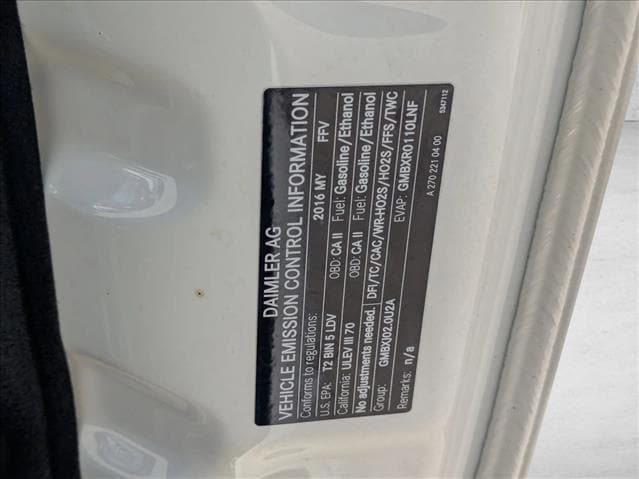 DAIMLER AG
VEHICLE EMISSION CONTROL INFORMATION
Conforms to regulations: 2016 MY FFV
U.S. EPA: T2 BIN 5 LDV OBD: CA II Fuel: Gasoline/Ethanol
California: ULEV III 70 OBD: CA II Fuel: Gasoline/Ethanol
No adjustments needed. DFI/TC/CAC/WR-HO2S/HO2S/FFS/TWC
Group: GMBXJ02.0U2A EVAP: GMBXR0110LNF
Remarks: n/a
A 270 221 04 00
5347112